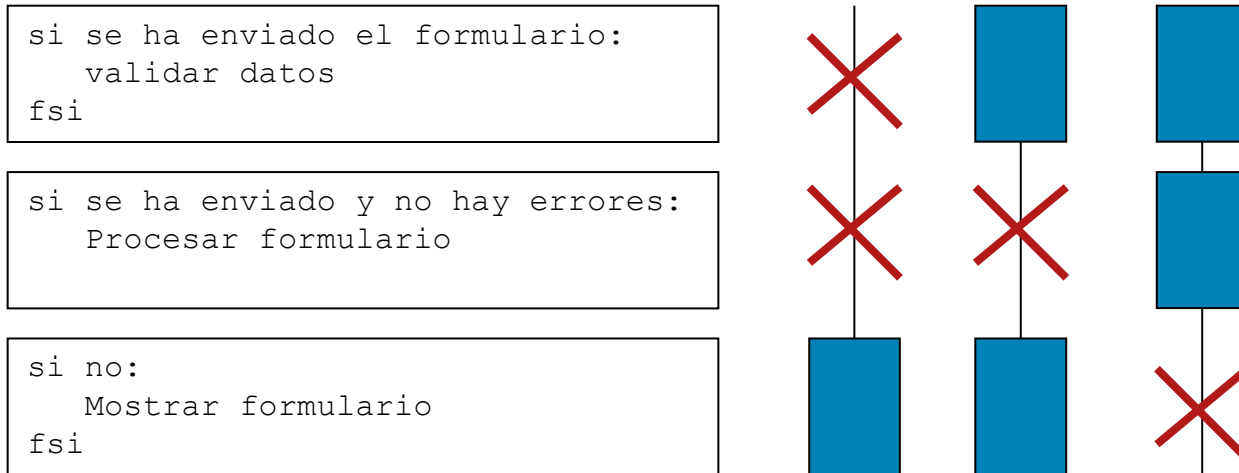 si se ha enviado el formulario:
validar datos
fsi
si se ha enviado y no hay errores:
Procesar formulario
si no:
Mostrar formulario
fsi